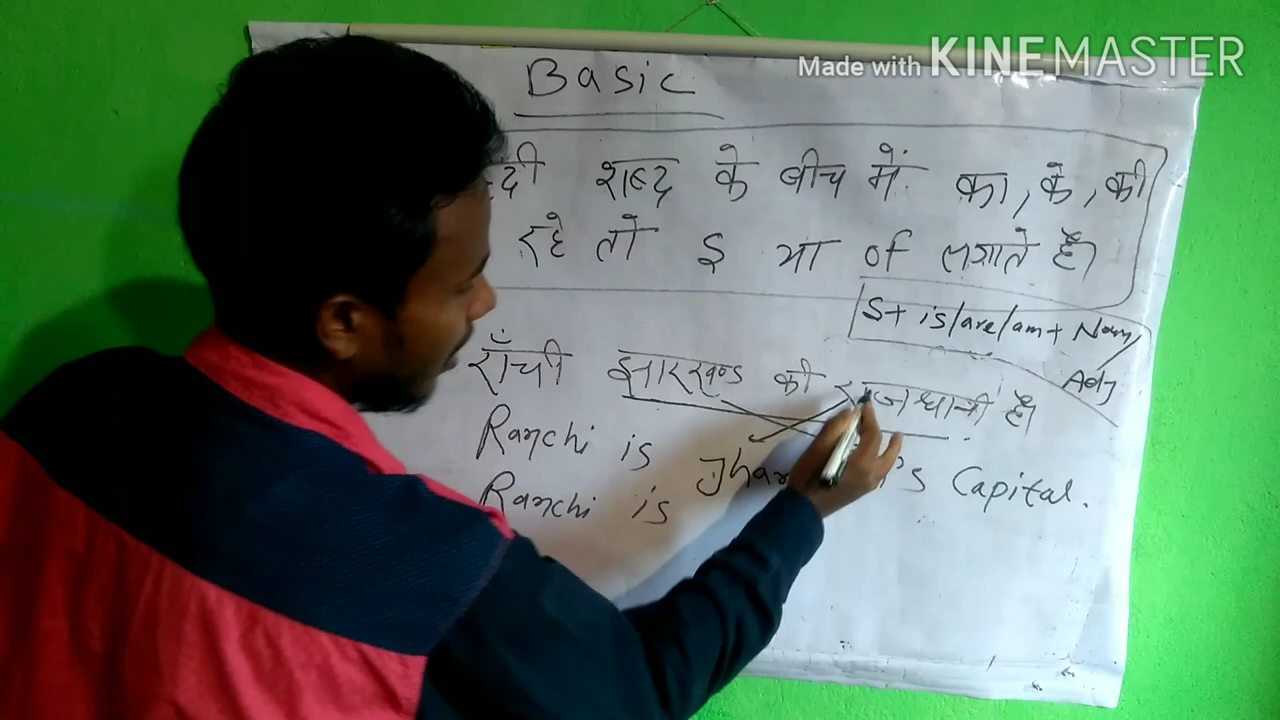 Made with KINEMASTER
Basic
शब्द के बीच में का, के, की
रहे तो S या of लगाते हैं।
S+ is/are/am + Noun/
Adj
राँची झारखण्ड की राजधानी है।
Ranchi is Jhar 's Capital.
Ranchi is